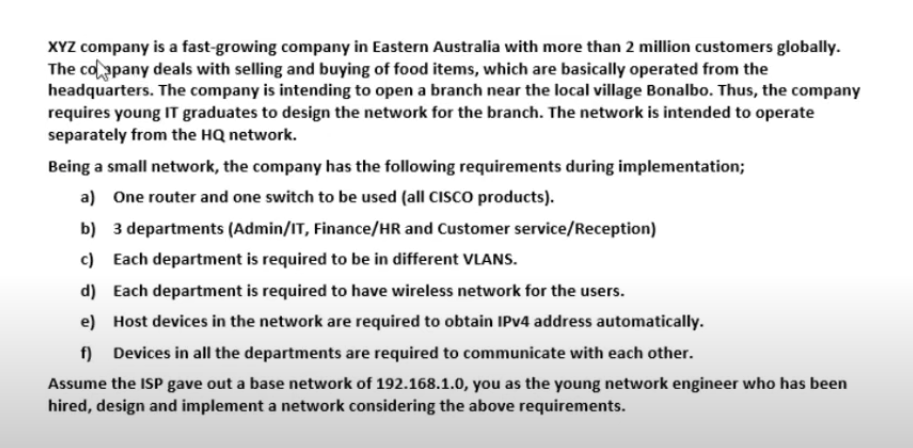 XYZ company is a fast-growing company in Eastern Australia with more than 2 million customers globally.
The company deals with selling and buying of food items, which are basically operated from the
headquarters. The company is intending to open a branch near the local village Bonalbo. Thus, the company
requires young IT graduates to design the network for the branch. The network is intended to operate
separately from the HQ network.
Being a small network, the company has the following requirements during implementation;
a) One router and one switch to be used (all CISCO products).
b) 3 departments (Admin/IT, Finance/HR and Customer service/Reception)
c) Each department is required to be in different VLANS.
d) Each department is required to have wireless network for the users.
e) Host devices in the network are required to obtain IPv4 address automatically.
f) Devices in all the departments are required to communicate with each other.
Assume the ISP gave out a base network of 192.168.1.0, you as the young network engineer who has been
hired, design and implement a network considering the above requirements.